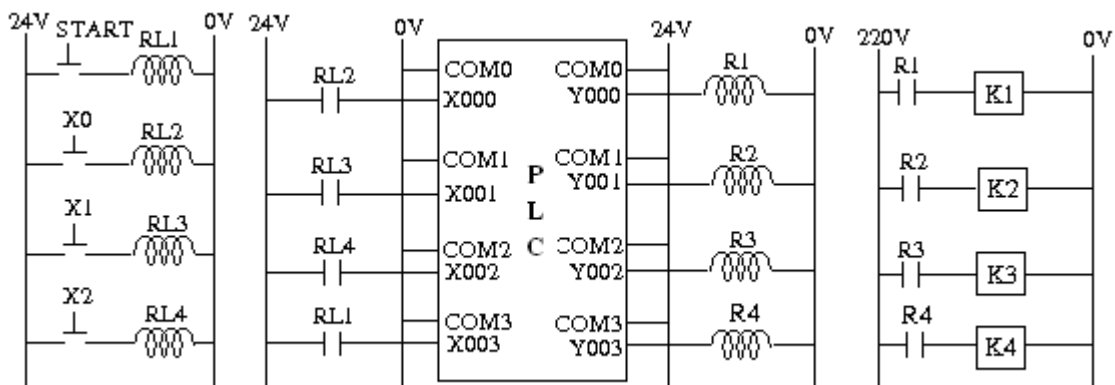 24V
START
RL1
0V
X0
RL2
X1
RL3
X2
RL4
24V
0V
RL2
RL3
RL4
RL1
COM0
X000
COM1
X001
COM2
X002
COM3
X003
P
L
C
COM0
Y000
COM1
Y001
COM2
Y002
COM3
Y003
24V
0V
R1
R2
R3
R4
220V
0V
R1
K1
R2
K2
R3
K3
R4
K4